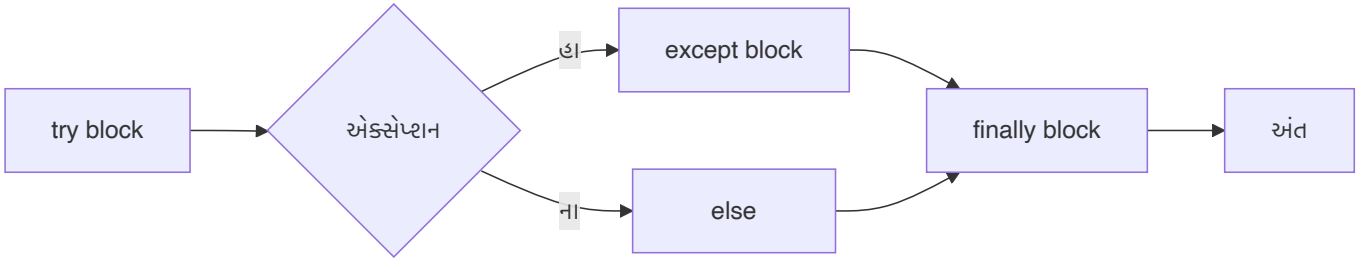 try block
એક્સેપ્શન
હા
except block
ના
else
finally block
અંત